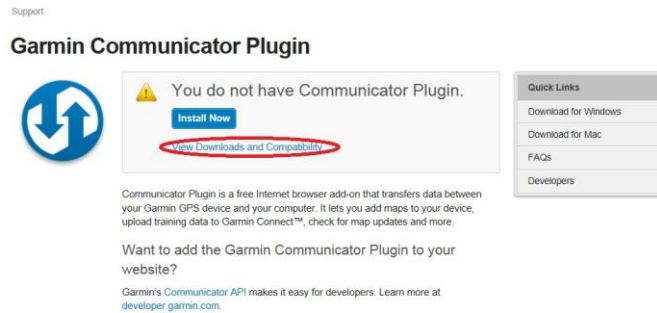 Support
Garmin Communicator Plugin
You do not have Communicator Plugin.
Install Now
View Downloads and Compatibility
Communicator Plugin is a free Internet browser add-on that transfers data between
your Garmin GPS device and your computer. It lets you add maps to your device,
upload training data to Garmin Connect™, check for map updates and more.
Want to add the Garmin Communicator Plugin to your
website?
Garmin's Communicator API makes it easy for developers. Learn more at
developer.garmin.com.
Quick Links
Download for Windows
Download for Mac
FAQs
Developers